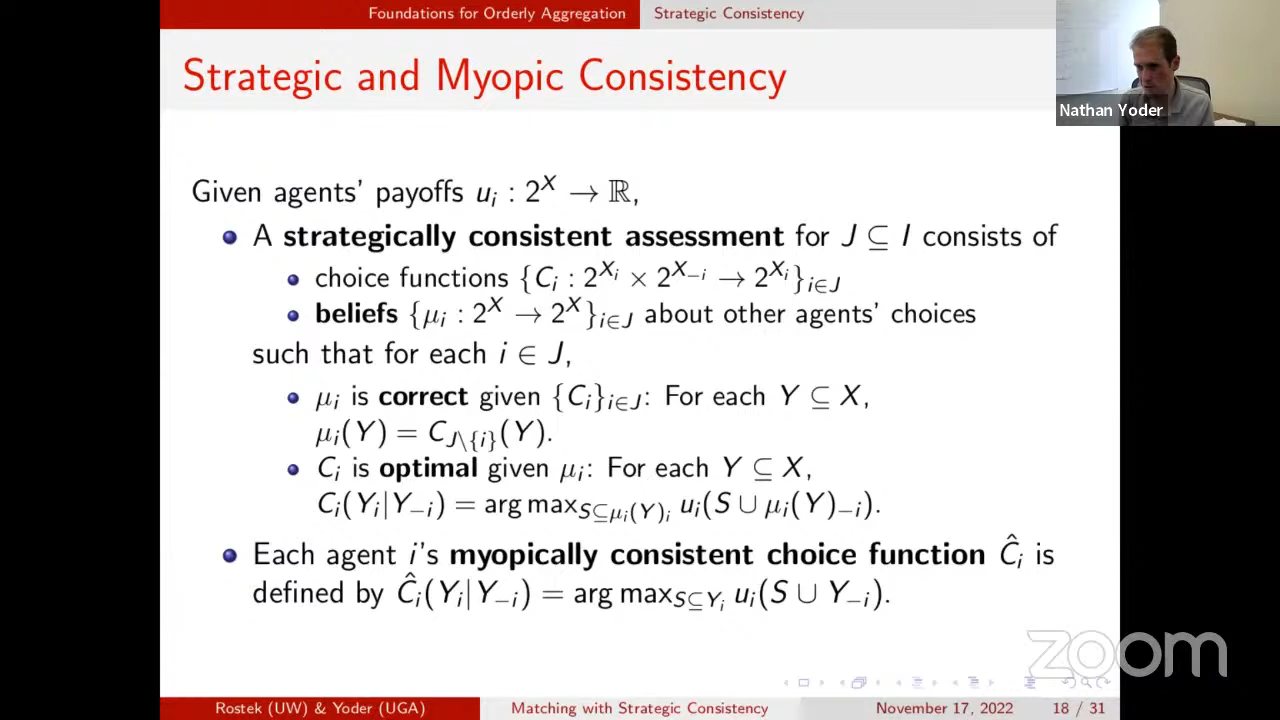 Foundations for Orderly Aggregation Strategic Consistency
Strategic and Myopic Consistency
Nathan Yoder
Given agents' payoffs u_i : 2^X → ℝ,
A strategically consistent assessment for J ⊆ I consists of
choice functions {C_i : 2^{X_i} × 2^{X_{-i}} → 2^{X_i}}_{i∈J}
beliefs {μ_i : 2^X → 2^X}_{i∈J} about other agents' choices
such that for each i ∈ J,
μ_i is correct given {C_i}_{i∈J}: For each Y ⊆ X,
μ_i(Y) = C_{J\{i}}(Y).
C_i is optimal given μ_i: For each Y ⊆ X,
C_i(Y_i|Y_{-i}) = arg max_{S⊆μ_i(Y)_i} u_i(S ∪ μ_i(Y)_{-i}).
Each agent i's myopically consistent choice function Ĉ_i is
defined by Ĉ_i(Y_i|Y_{-i}) = arg max_{S⊆Y_i} u_i(S ∪ Y_{-i}).
zoom
Rostek (UW) & Yoder (UGA) Matching with Strategic Consistency November 17, 2022 18 / 31